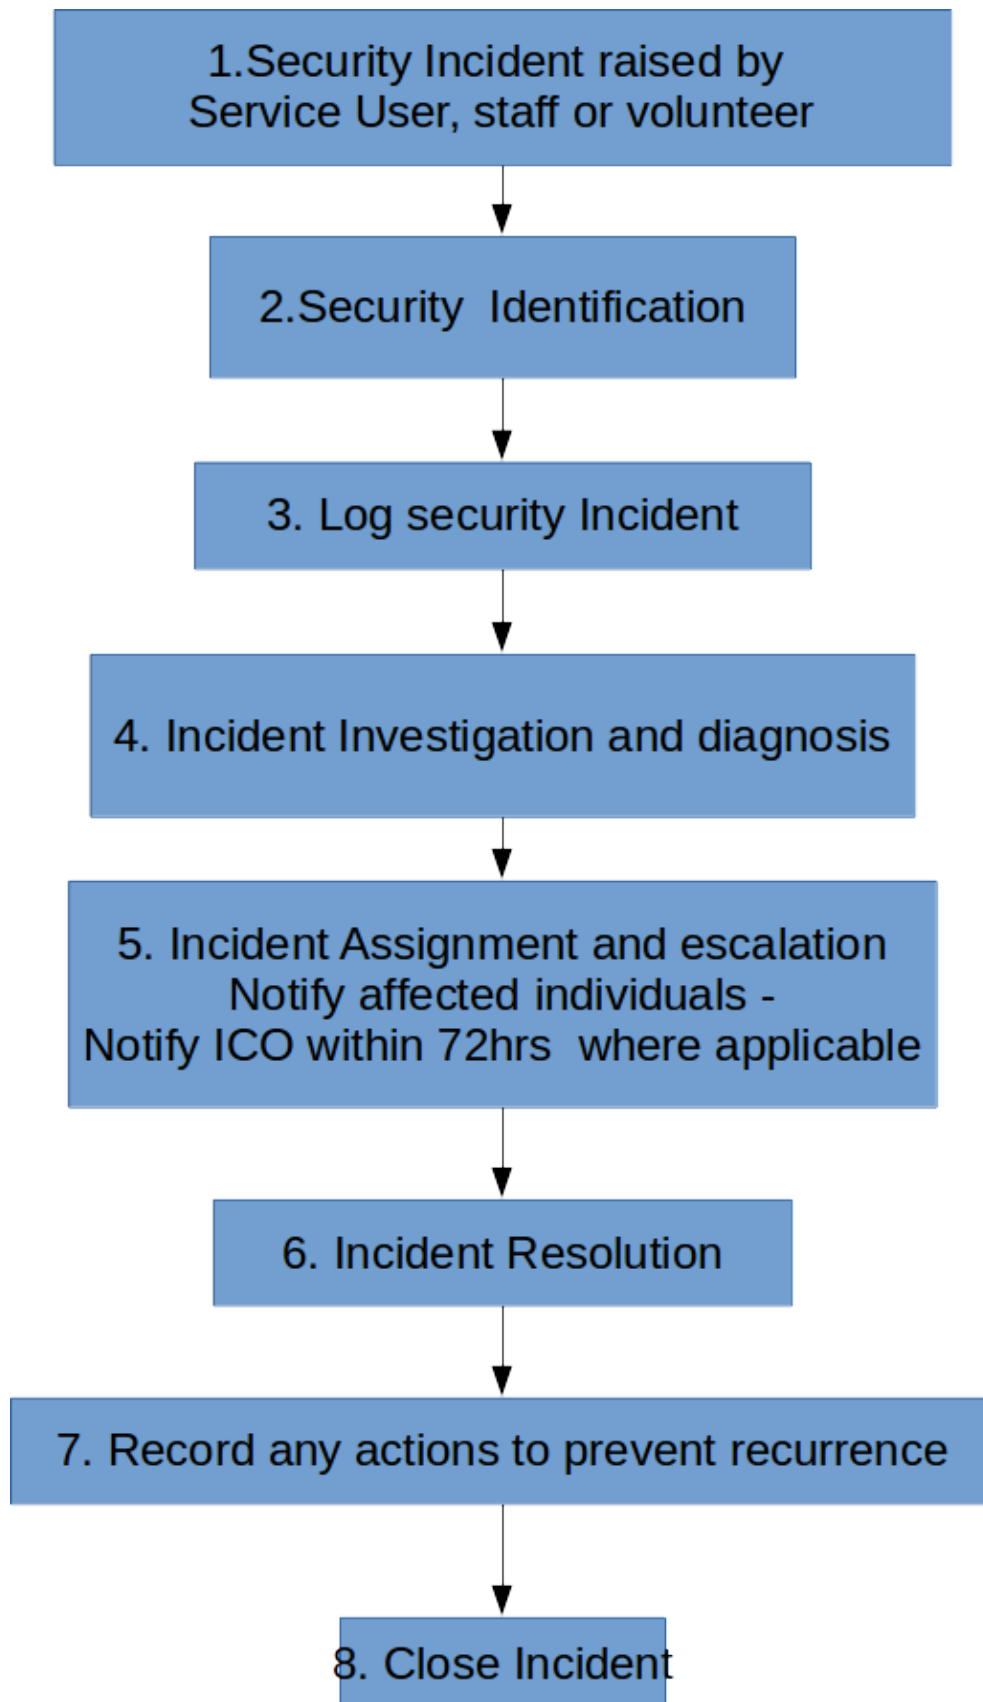 1.Security Incident raised by
Service User, staff or volunteer
2.Security  Identification
3. Log security Incident
4. Incident Investigation and diagnosis
5. Incident Assignment and escalation
Notify affected individuals -
Notify ICO within 72hrs  where applicable
6. Incident Resolution
7. Record any actions to prevent recurrence
8. Close Incident